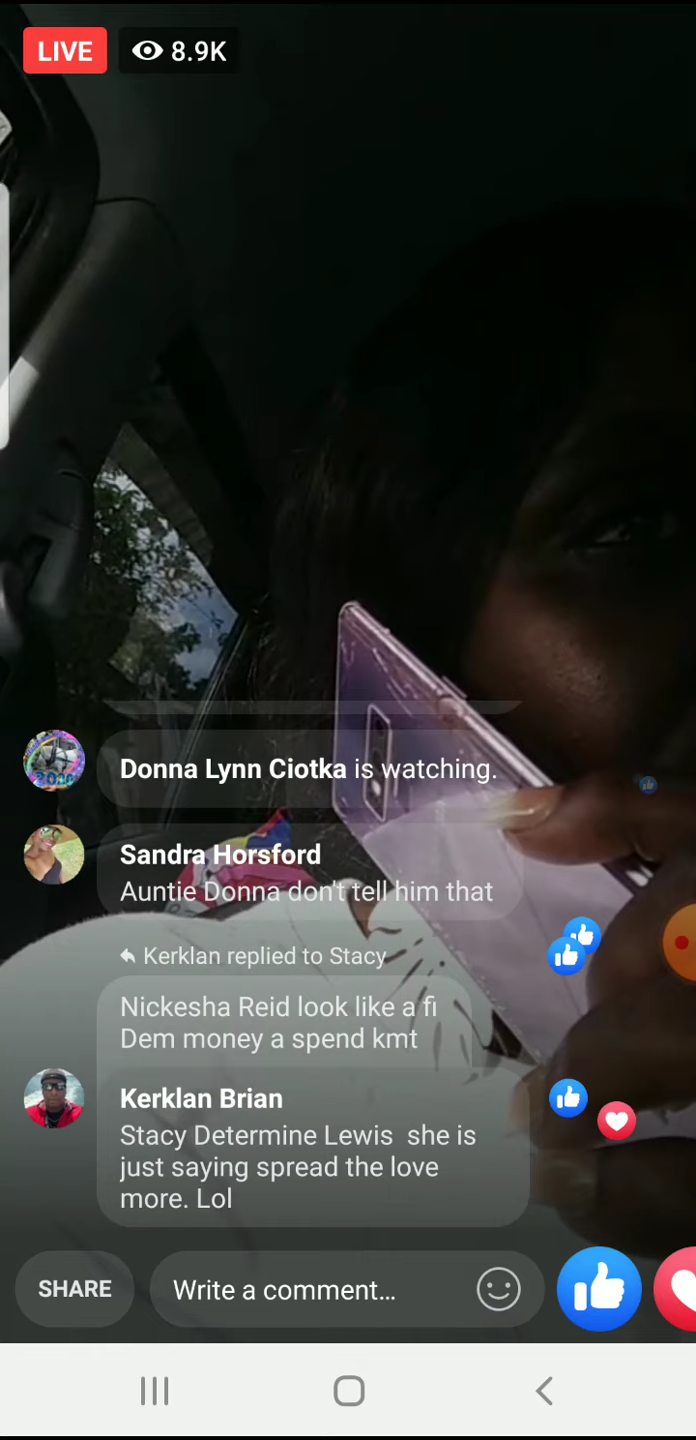 LIVE 8.9K
Donna Lynn Ciotka is watching.
Sandra Horsford
Auntie Donna don't tell him that
Kerklan replied to Stacy
Nickesha Reid look like a fi
Dem money a spend kmt
Kerklan Brian
Stacy Determine Lewis she is
just saying spread the love
more. Lol
SHARE Write a comment...